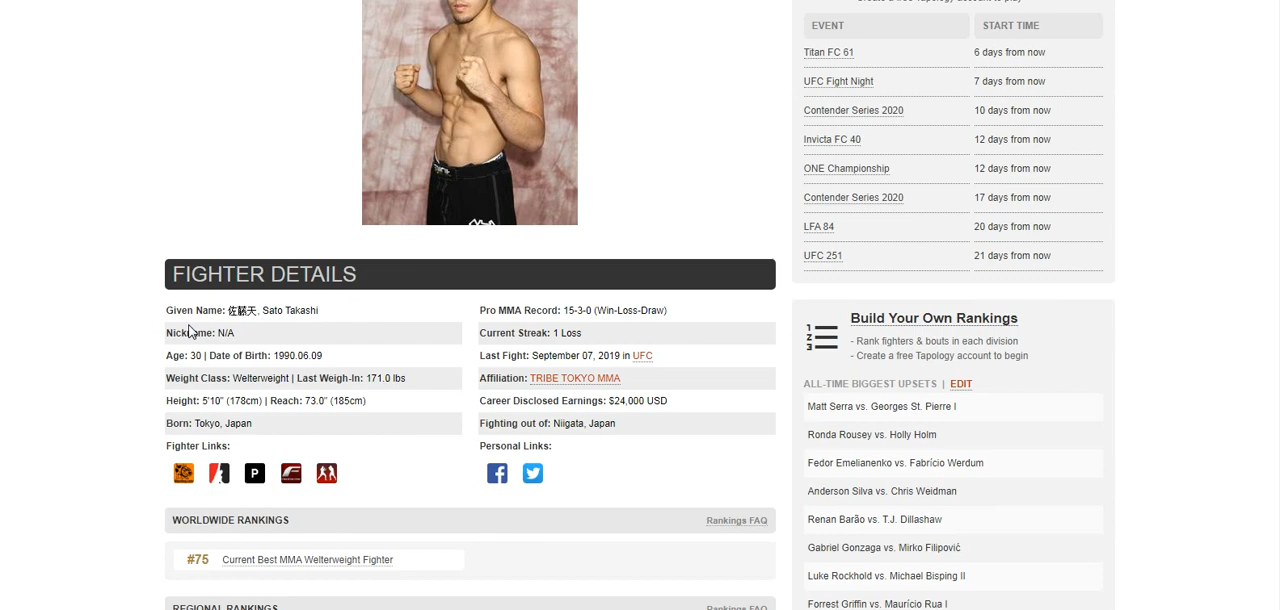 EVENT START TIME
Titan FC 61 6 days from now
UFC Fight Night 7 days from now
Contender Series 2020 10 days from now
Invicta FC 40 12 days from now
ONE Championship 12 days from now
Contender Series 2020 17 days from now
LFA 84 20 days from now
UFC 251 21 days from now
FIGHTER DETAILS
Given Name: 佐藤天, Sato Takashi
Nickname: N/A
Age: 30 | Date of Birth: 1990.06.09
Weight Class: Welterweight | Last Weigh-In: 171.0 lbs
Height: 5'10" (178cm) | Reach: 73.0" (185cm)
Born: Tokyo, Japan
Fighter Links:
P
Pro MMA Record: 15-3-0 (Win-Loss-Draw)
Current Streak: 1 Loss
Last Fight: September 07, 2019 in UFC
Affiliation: TRIBE TOKYO MMA
Career Disclosed Earnings: $24,000 USD
Fighting out of: Niigata, Japan
Personal Links:
WORLDWIDE RANKINGS Rankings FAQ
#75 Current Best MMA Welterweight Fighter
REGIONAL RANKINGS Rankings FAQ
1 2 3
Build Your Own Rankings
- Rank fighters & bouts in each division
- Create a free Tapology account to begin
ALL-TIME BIGGEST UPSETS | EDIT
Matt Serra vs. Georges St. Pierre I
Ronda Rousey vs. Holly Holm
Fedor Emelianenko vs. Fabrício Werdum
Anderson Silva vs. Chris Weidman
Renan Barão vs. T.J. Dillashaw
Gabriel Gonzaga vs. Mirko Filipović
Luke Rockhold vs. Michael Bisping II
Forrest Griffin vs. Maurício Rua I